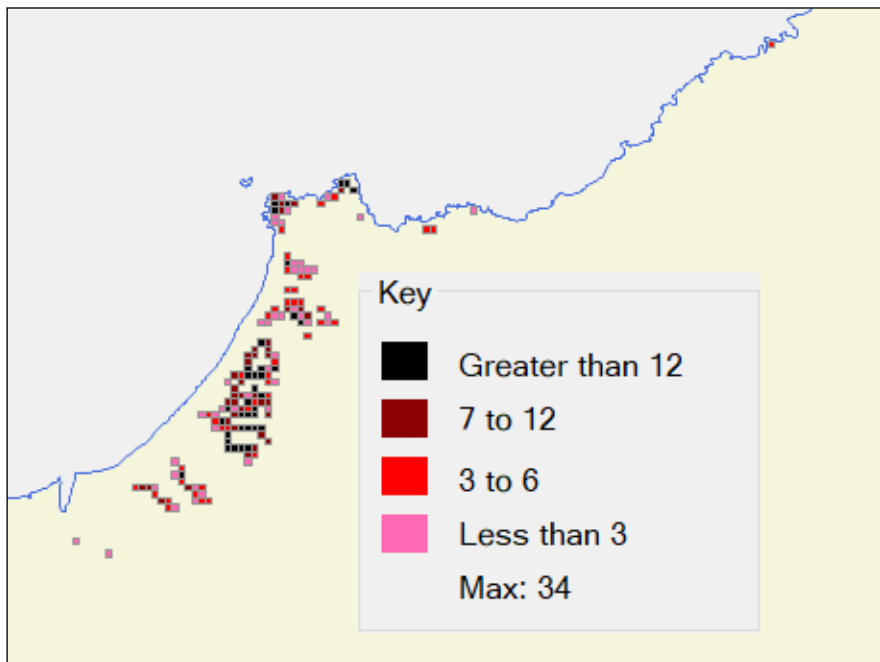 Key
Greater than 12
7 to 12
3 to 6
Less than 3
Max: 34